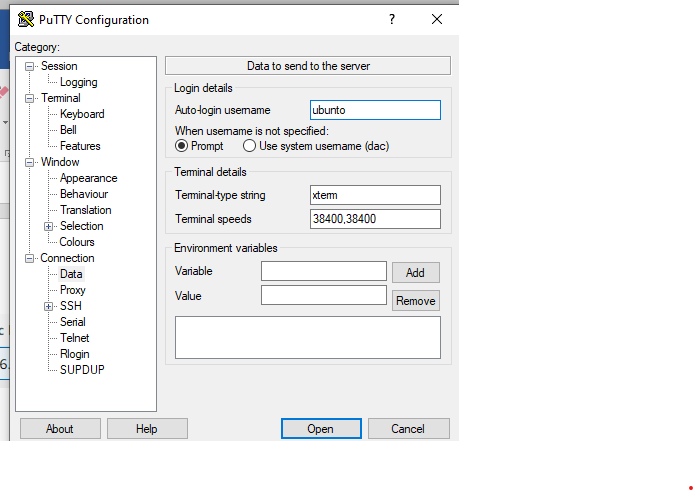 PuTTY Configuration
?
Category:
Session
Logging
Terminal
Keyboard
Bell
Features
Window
Appearance
Behaviour
Translation
Selection
Colours
Connection
Data
Proxy
SSH
Serial
Telnet
Rlogin
SUPDUP
Data to send to the server
Login details
Auto-login username ubunto
When username is not specified:
Prompt Use system username (dac)
Terminal details
Terminal-type string xterm
Terminal speeds 38400,38400
Environment variables
Variable Add
Value Remove
About Help Open Cancel